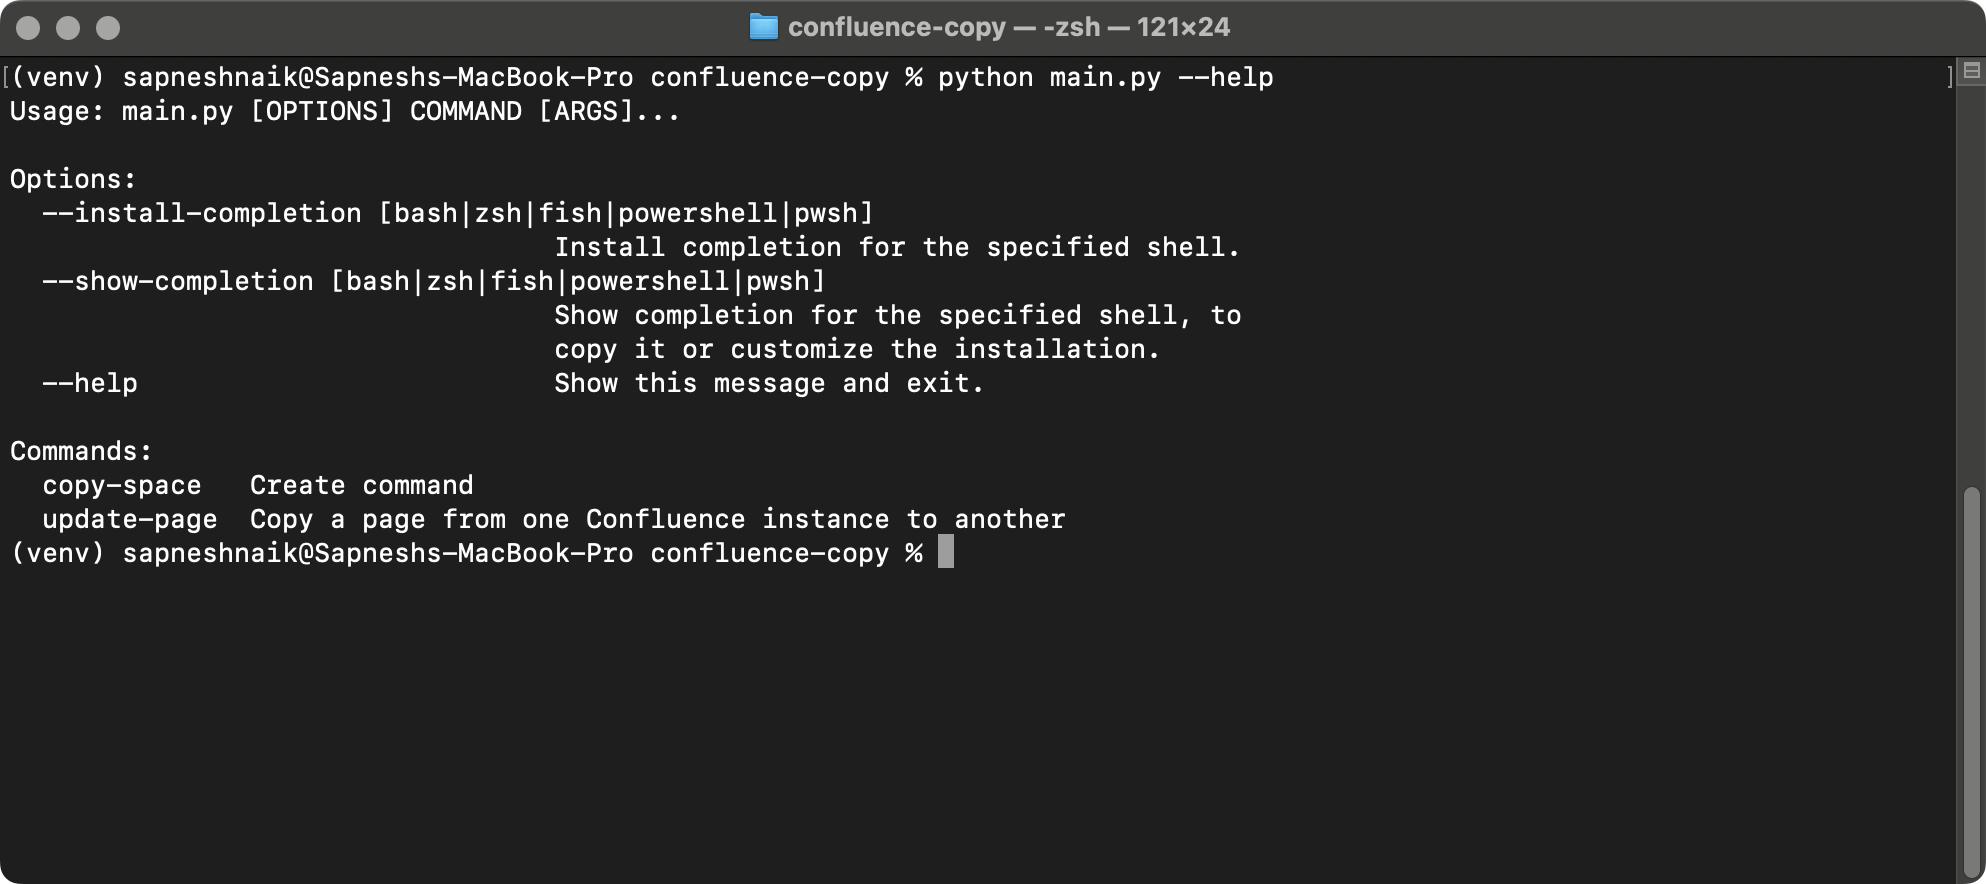 confluence-copy — -zsh — 121×24
[(venv) sapneshnaik@Sapneshs-MacBook-Pro confluence-copy % python main.py --help ]
Usage: main.py [OPTIONS] COMMAND [ARGS]...
Options:
  --install-completion [bash|zsh|fish|powershell|pwsh]
                                  Install completion for the specified shell.
  --show-completion [bash|zsh|fish|powershell|pwsh]
                                  Show completion for the specified shell, to
                                  copy it or customize the installation.
  --help                          Show this message and exit.
Commands:
  copy-space   Create command
  update-page  Copy a page from one Confluence instance to another
(venv) sapneshnaik@Sapneshs-MacBook-Pro confluence-copy %